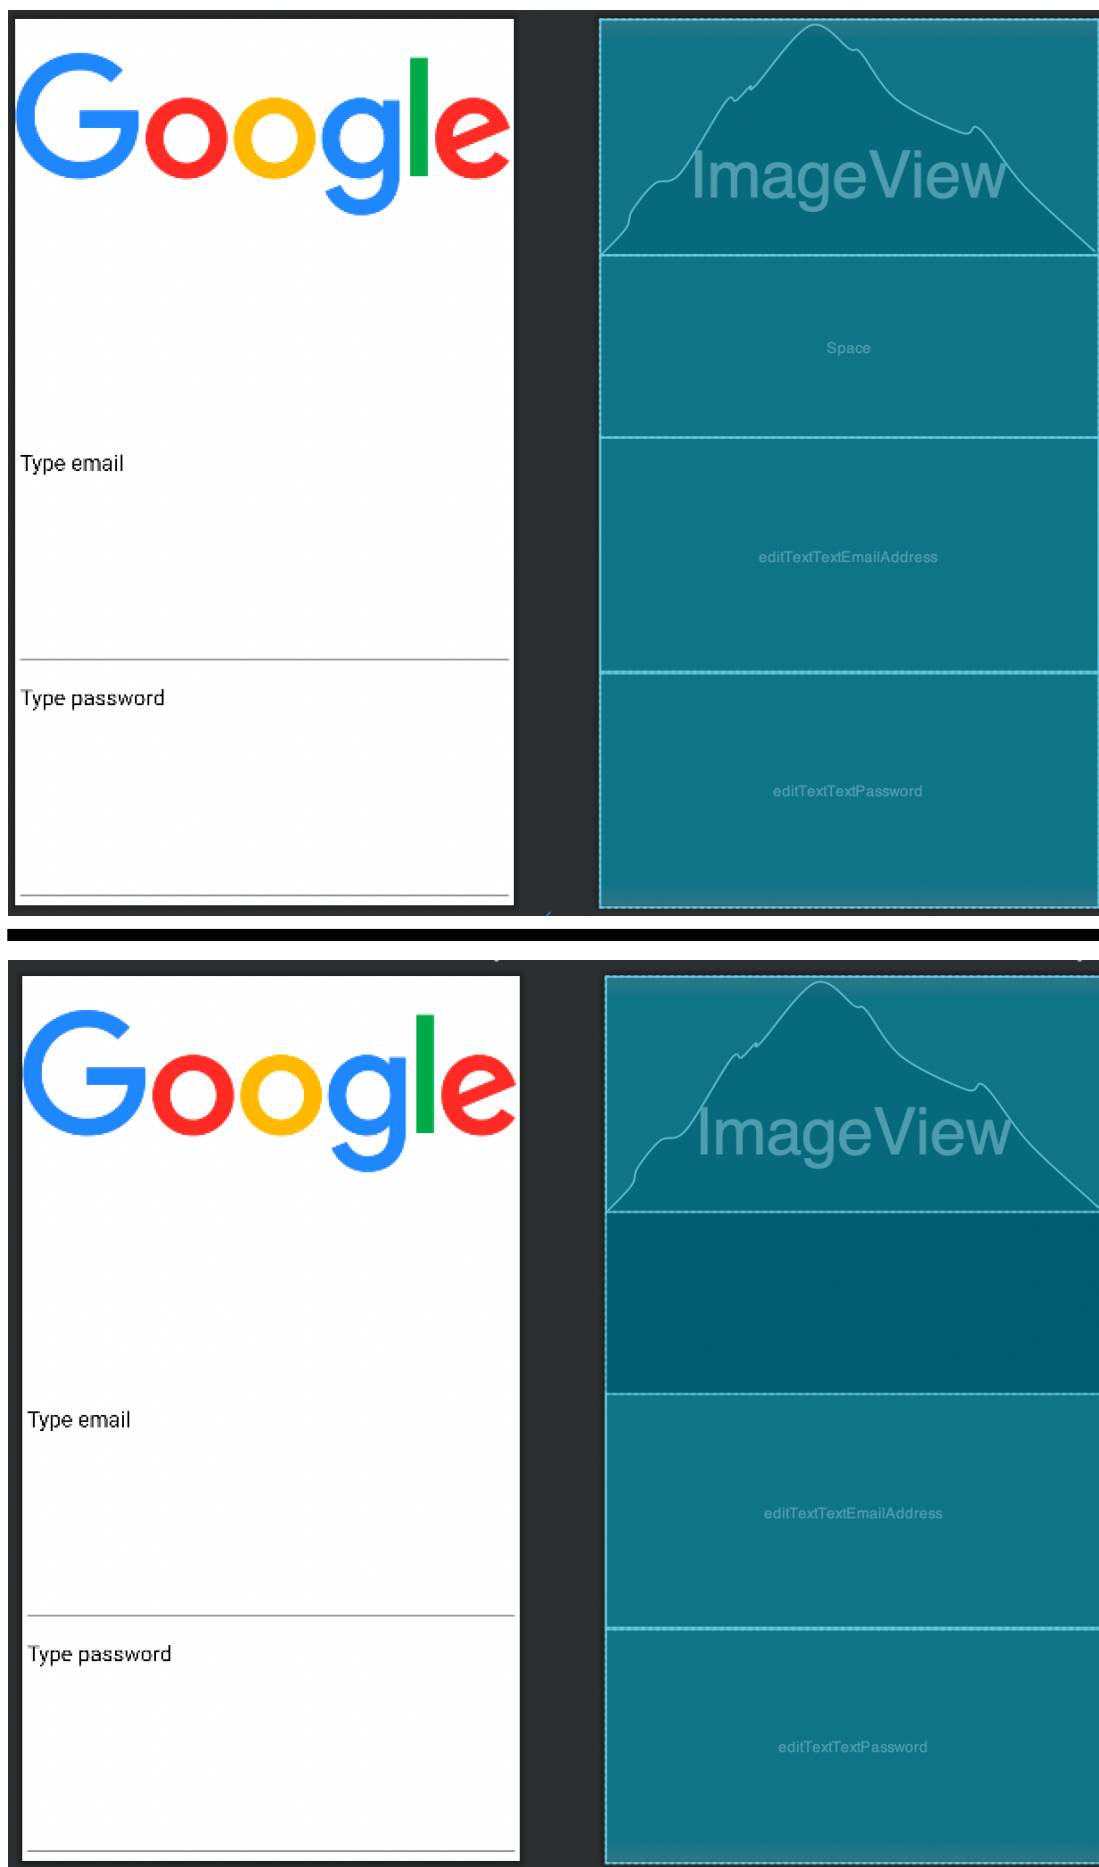 Google
ImageView
Space
Type email
editTextTextEmailAddress
Type password
editTextTextPassword
Google
ImageView
Type email
editTextTextEmailAddress
Type password
editTextTextPassword